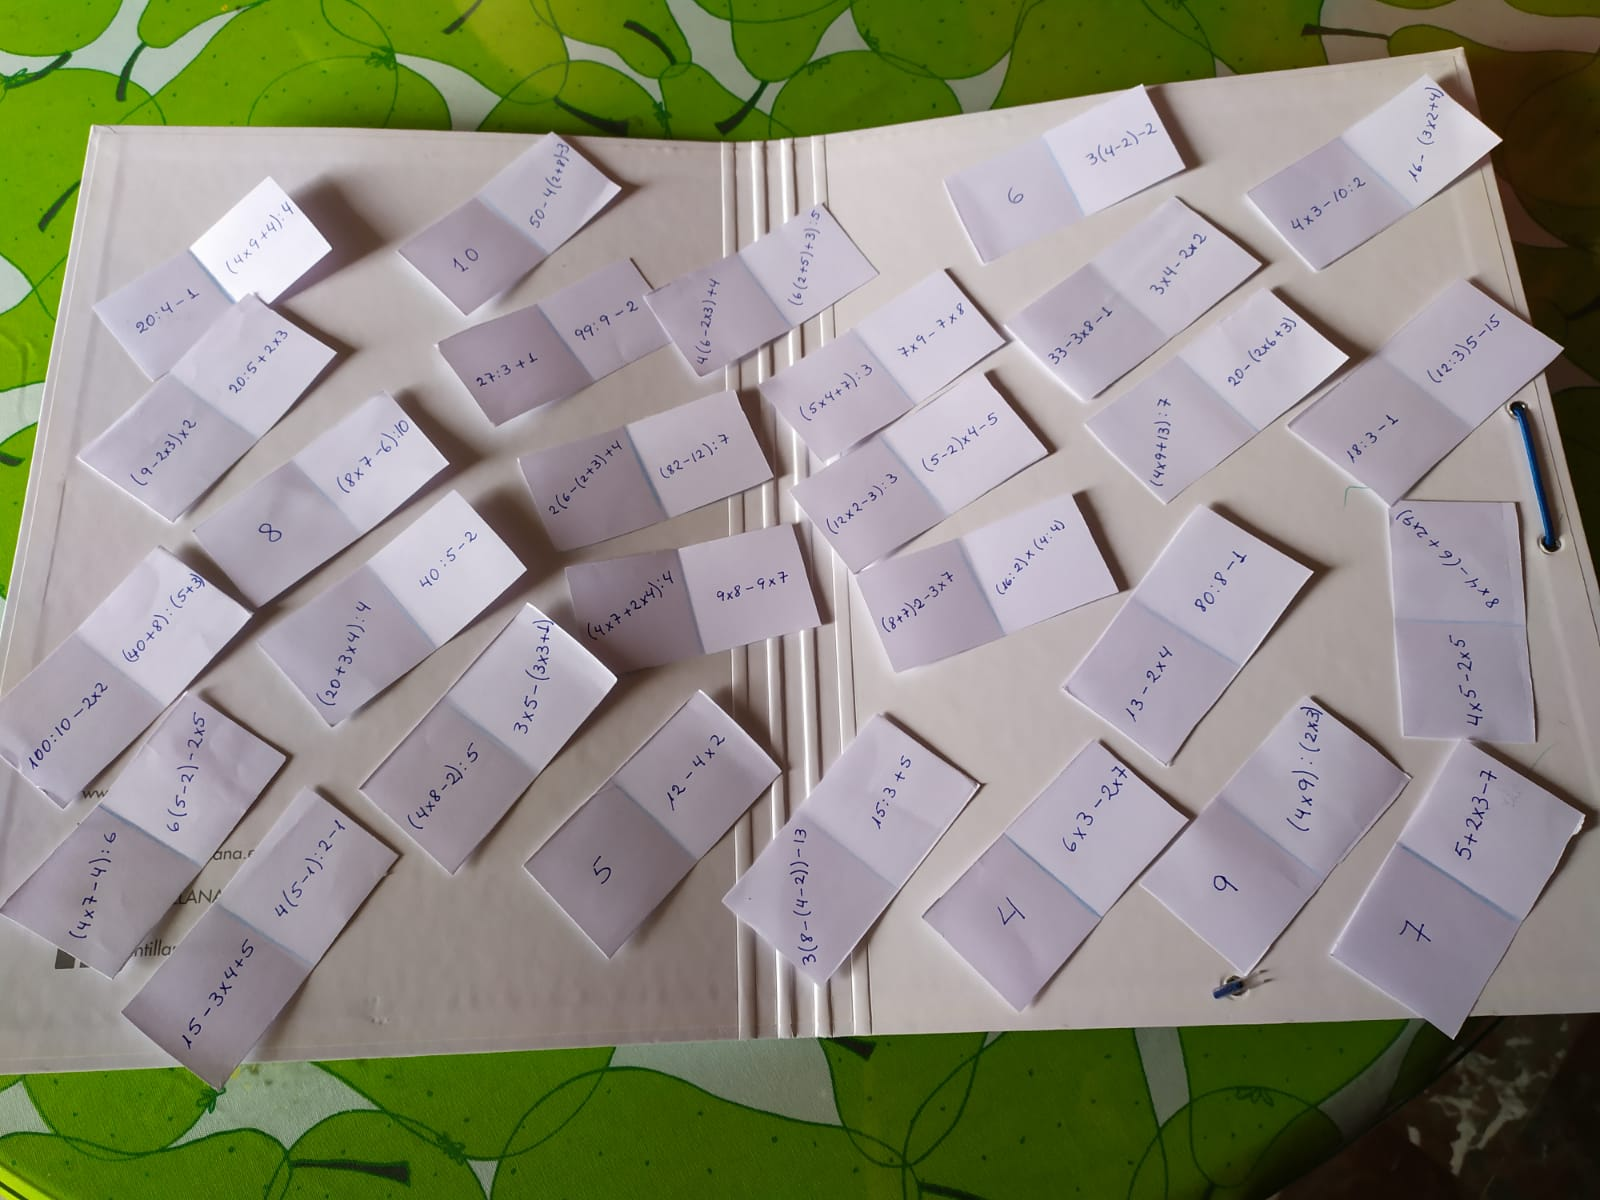 20:4-1
(4x9+4):4
10
50-4(2+8)-3
6
3(4-2)-2
4x3-10:2
16-(3x2+4)
(9-2x3)x2
20:5+2x3
27:3+1
99:9-2
4(6-2x3)+4
(6(2+5)+3):5
(5x4+7):3
7x9-7x8
33-3x8-1
3x4-2x2
(4x9+13):7
20-(2x6+3)
18:3-1
(12:3)5-15
8
(8x7-6):10
2(6-(2+3)+4
(82-12):7
(12x2-3):3
(5-2)x4-5
100:10-2x2
(40+8):(5+3)
(20+3x4):4
40:5-2
(4x7+2x4):4
9x8-9x7
(8+7)2-3x7
(16:2)x(4:4)
13-2x4
80:8-1
4x5-2x5
8x4-(6+2x9)
(4x7-4):6
6(5-2)-2x5
(4x8-2):5
3x5-(3x3+1)
5
12-4x2
3(8-(4-2))-13
15:3+5
4
6x3-2x7
9
(4x9):(2x3)
7
5+2x3-7
15-3x4+5
4(5-1):2-1
ana.e
LLANA
ntilla